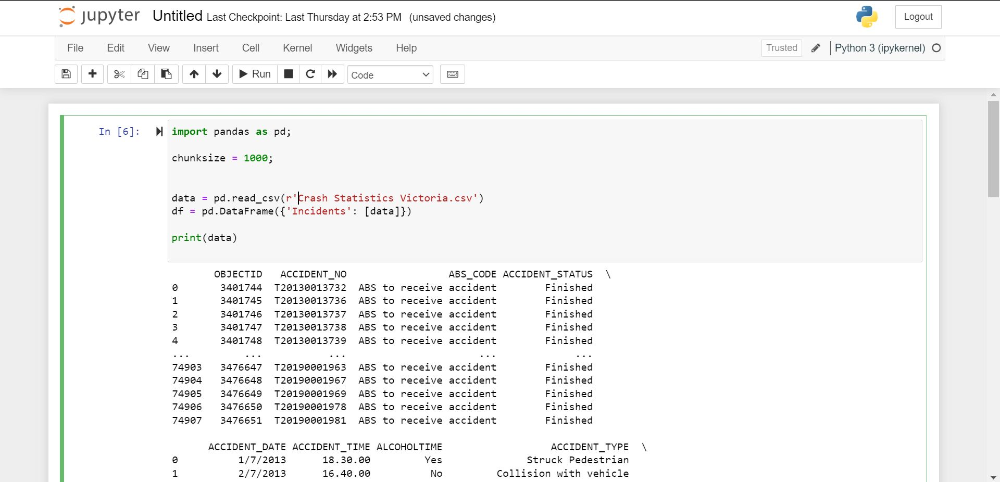 jupyter Untitled Last Checkpoint: Last Thursday at 2:53 PM (unsaved changes) Logout
File Edit View Insert Cell Kernel Widgets Help Trusted Python 3 (ipykernel)
Run Code
In [6]: import pandas as pd;
chunksize = 1000;
data = pd.read_csv(r'Crash Statistics Victoria.csv')
df = pd.DataFrame({'Incidents': [data]})
print(data)
OBJECTID ACCIDENT_NO ABS_CODE ACCIDENT_STATUS \
0 3401744 T20130013732 ABS to receive accident Finished
1 3401745 T20130013736 ABS to receive accident Finished
2 3401746 T20130013737 ABS to receive accident Finished
3 3401747 T20130013738 ABS to receive accident Finished
4 3401748 T20130013739 ABS to receive accident Finished
... ... ... ... ...
74903 3476647 T20190001963 ABS to receive accident Finished
74904 3476648 T20190001967 ABS to receive accident Finished
74905 3476649 T20190001969 ABS to receive accident Finished
74906 3476650 T20190001978 ABS to receive accident Finished
74907 3476651 T20190001981 ABS to receive accident Finished
ACCIDENT_DATE ACCIDENT_TIME ALCOHOLTIME ACCIDENT_TYPE \
0 1/7/2013 18.30.00 Yes Struck Pedestrian
1 2/7/2013 16.40.00 No Collision with vehicle